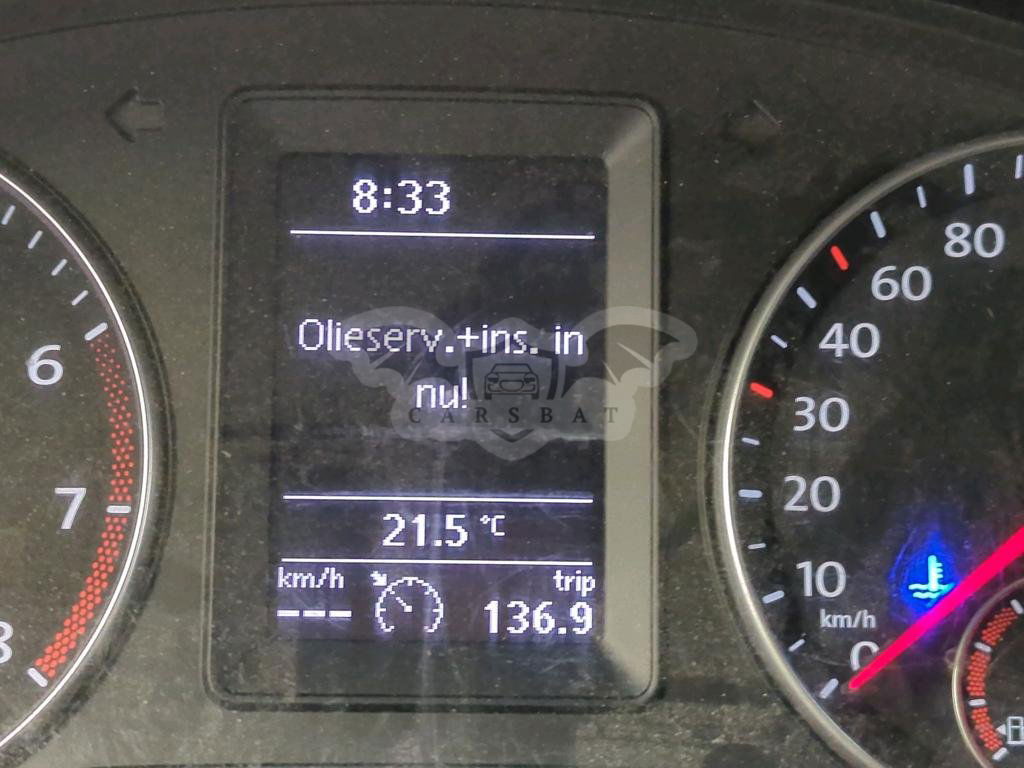 8:33
Olieserv.+ins. in
nu!
CARSBAT
21.5 °C
km/h
trip
---
136.9
6
7
8
80
60
40
30
20
10
km/h
0